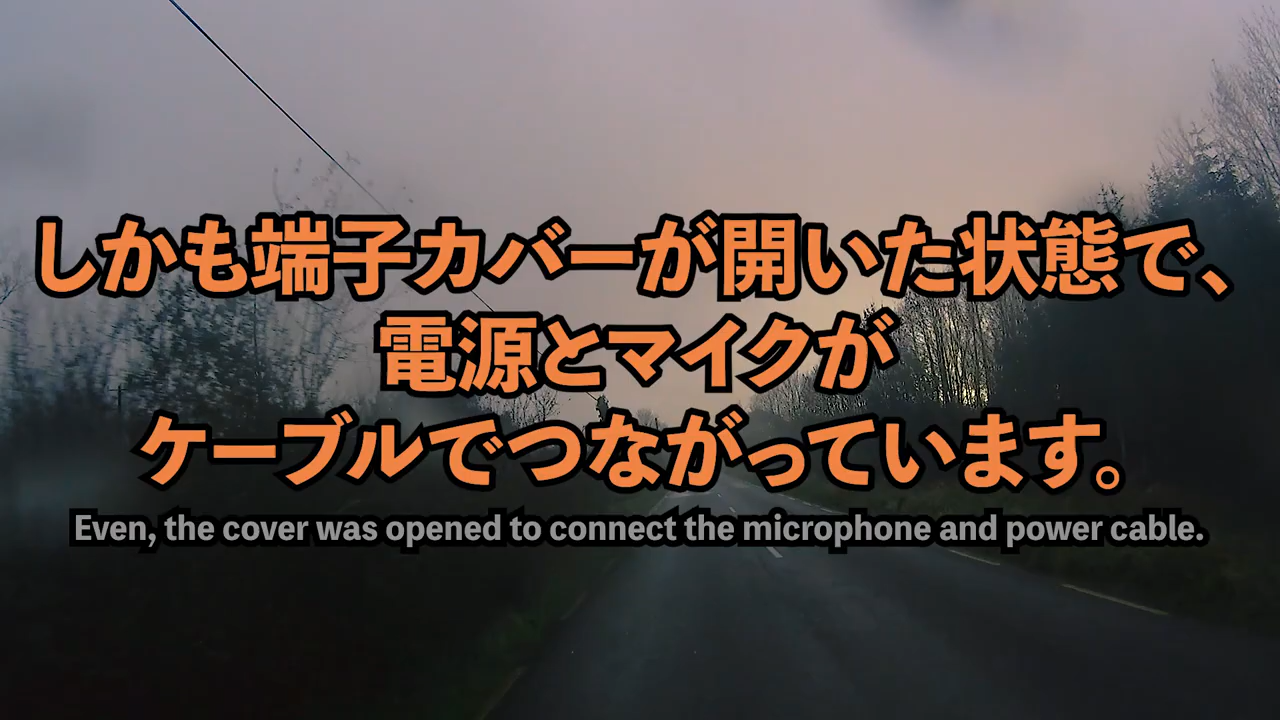 しかも端子カバーが開いた状態で、
電源とマイクが
ケーブルでつながっています。
Even, the cover was opened to connect the microphone and power cable.